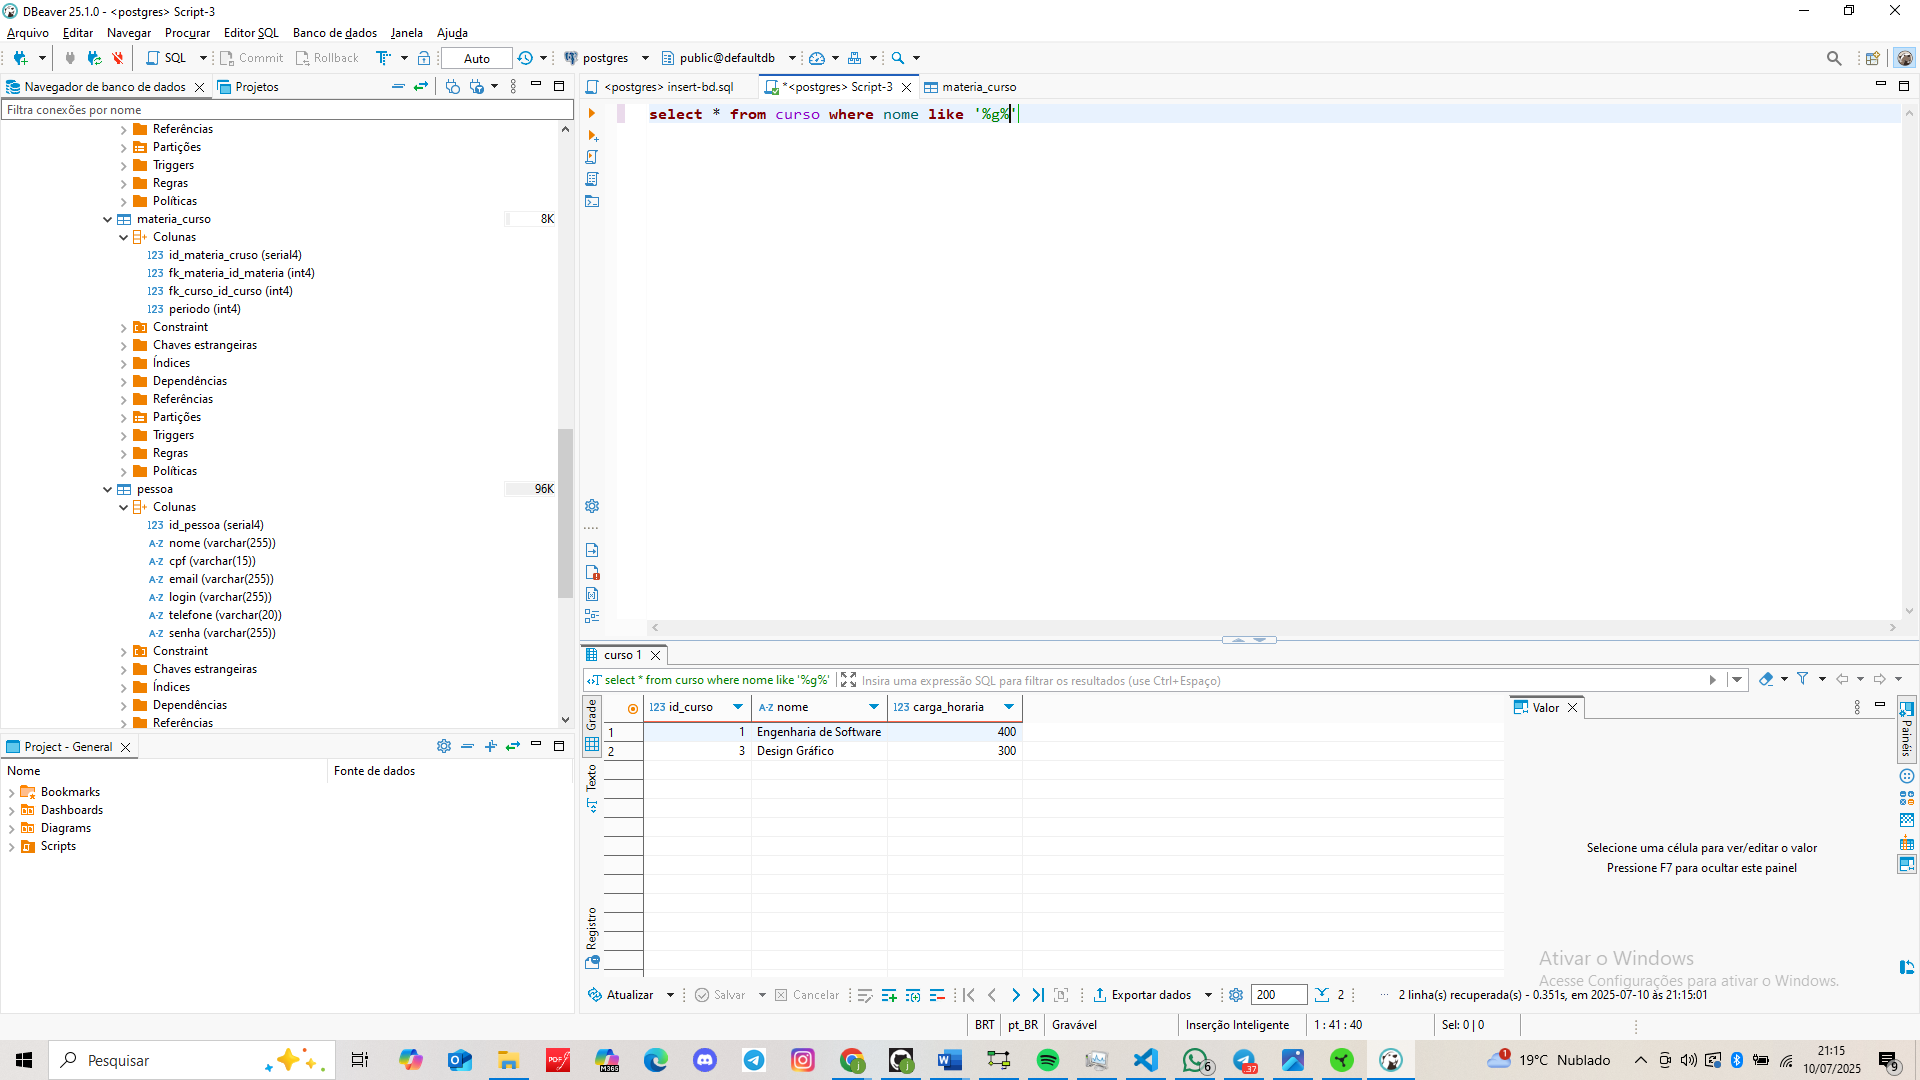 DBeaver 25.1.0 - <postgres> Script-3
Arquivo Editar Navegar Procurar Editor SQL Banco de dados Janela Ajuda
SQL Commit Rollback Auto postgres public@defaultdb
Navegador de banco de dados Projetos
Filtra conexões por nome
Referências
Partições
Triggers
Regras
Políticas
materia_curso 8K
Colunas
123 id_materia_cruso (serial4)
123 fk_materia_id_materia (int4)
123 fk_curso_id_curso (int4)
123 periodo (int4)
Constraint
Chaves estrangeiras
Índices
Dependências
Referências
Partições
Triggers
Regras
Políticas
pessoa 96K
Colunas
123 id_pessoa (serial4)
A-Z nome (varchar(255))
A-Z cpf (varchar(15))
A-Z email (varchar(255))
A-Z login (varchar(255))
A-Z telefone (varchar(20))
A-Z senha (varchar(255))
Constraint
Chaves estrangeiras
Índices
Dependências
Referências
Project - General
Nome Fonte de dados
Bookmarks
Dashboards
Diagrams
Scripts
<postgres> insert-bd.sql *<postgres> Script-3 materia_curso
select * from curso where nome like '%g%'
curso 1
select * from curso where nome like '%g%' Insira uma expressão SQL para filtrar os resultados (use Ctrl+Espaço)
Grade
Texto
Registro
123 id_curso A-Z nome 123 carga_horaria
1 1 Engenharia de Software 400
2 3 Design Gráfico 300
Valor
Selecione uma célula para ver/editar o valor
Pressione F7 para ocultar este painel
Painéis
Ativar o Windows
Acesse Configurações para ativar o Windows.
Atualizar Salvar Cancelar Exportar dados 200 2 2 linha(s) recuperada(s) - 0.351s, em 2025-07-10 às 21:15:01
BRT pt_BR Gravável Inserção Inteligente 1 : 41 : 40 Sel: 0 | 0
Pesquisar
PDF
M365
6
37
1
19°C Nublado
21:15
10/07/2025
9